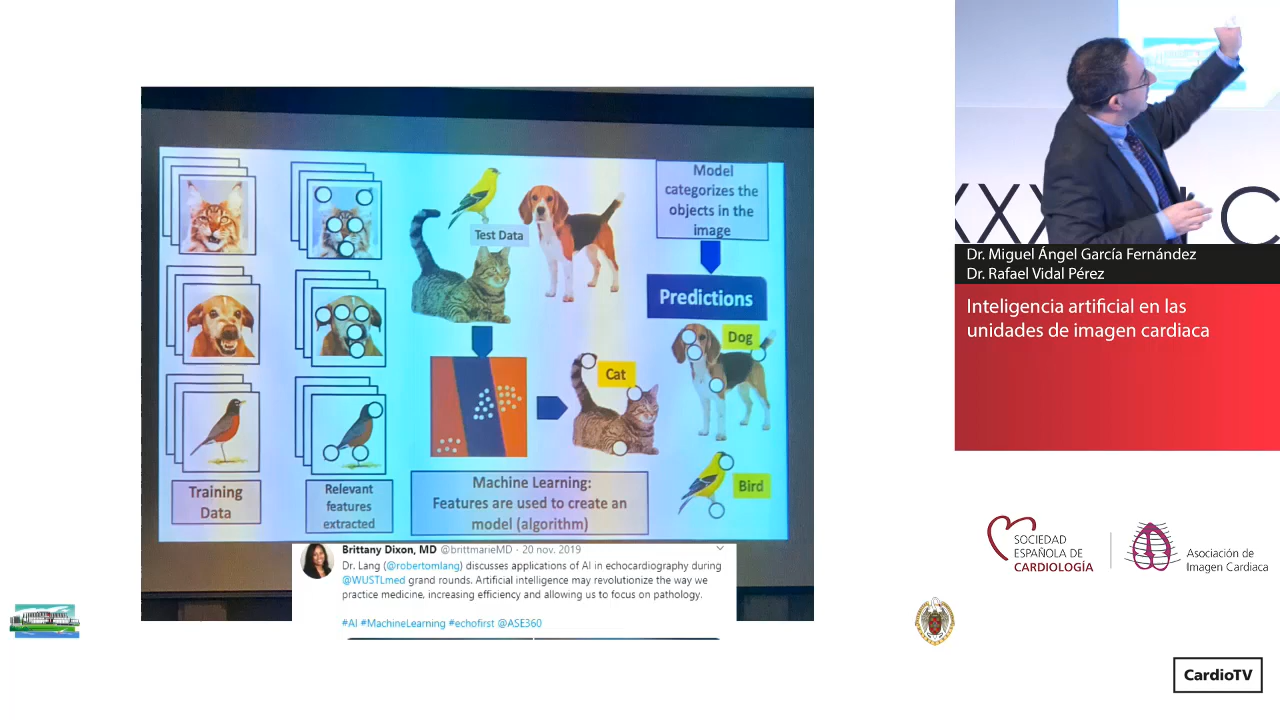 Training
Data
Relevant
features
extracted
Test Data
Machine Learning:
Features are used to create an
model (algorithm)
Model
categorizes the
objects in the
image
Predictions
Dog
Cat
Bird
Brittany Dixon, MD @brittmarieMD · 20 nov. 2019
Dr. Lang (@robertomlang) discusses applications of AI in echocardiography during
@WUSTLmed grand rounds. Artificial intelligence may revolutionize the way we
practice medicine, increasing efficiency and allowing us to focus on pathology.
#AI #MachineLearning #echofirst @ASE360
XXX
C
Dr. Miguel Ángel García Fernández
Dr. Rafael Vidal Pérez
Inteligencia artificial en las
unidades de imagen cardiaca
SOCIEDAD
ESPAÑOLA DE
CARDIOLOGÍA
Asociación de
Imagen Cardiaca
CardioTV